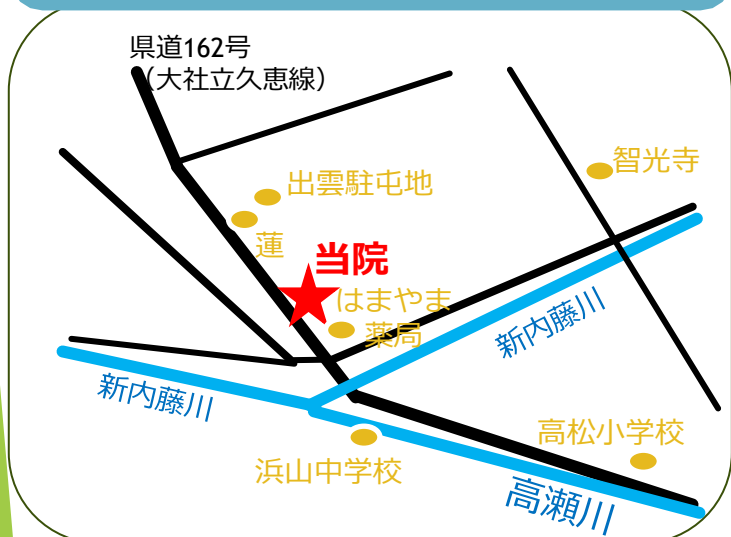 県道162号
（大社立久恵線）
智光寺
出雲駐屯地
蓮
当院
はまやま
薬局
新内藤川
新内藤川
高松小学校
浜山中学校
高瀬川